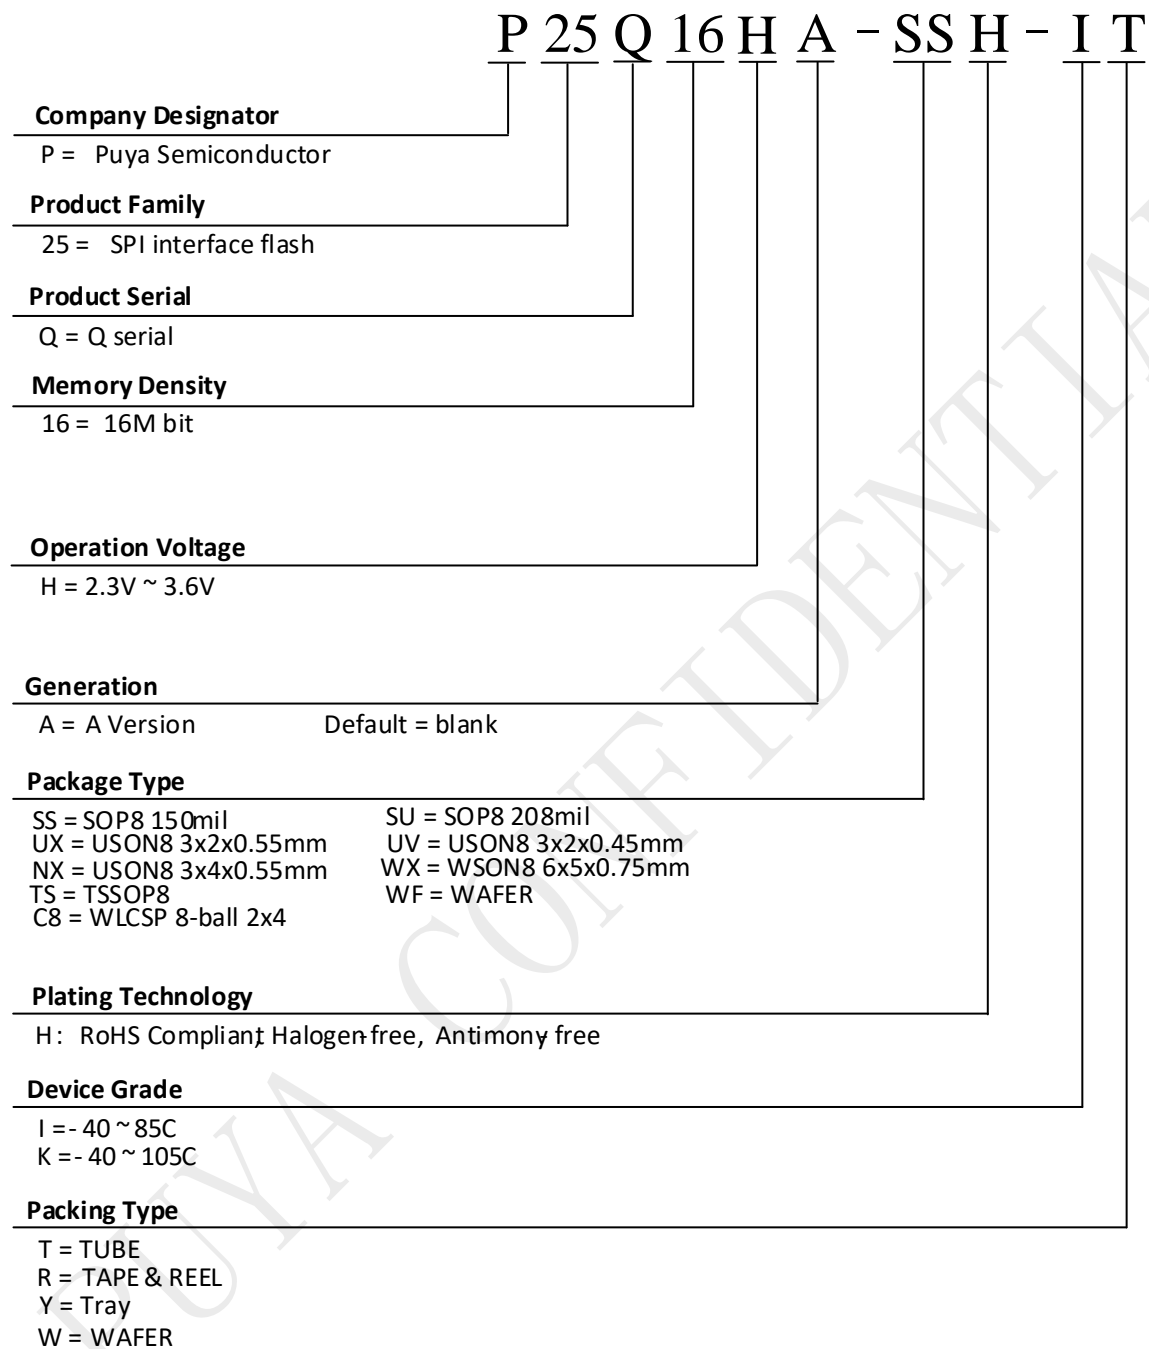 P 25 Q 16 H A - SS H - I T
Company Designator
P = Puya Semiconductor
Product Family
25 = SPI interface flash
Product Serial
Q = Q serial
Memory Density
16 = 16M bit
Operation Voltage
H = 2.3V ~ 3.6V
Generation
A = A Version Default = blank
Package Type
SS = SOP8 150mil SU = SOP8 208mil
UX = USON8 3x2x0.55mm UV = USON8 3x2x0.45mm
NX = USON8 3x4x0.55mm WX = WSON8 6x5x0.75mm
TS = TSSOP8 WF = WAFER
C8 = WLCSP 8-ball 2x4
Plating Technology
H: RoHS Compliant, Halogen-free, Antimony-free
Device Grade
I = - 40 ~ 85C
K = - 40 ~ 105C
Packing Type
T = TUBE
R = TAPE & REEL
Y = Tray
W = WAFER
PUYA CONFIDENTIA